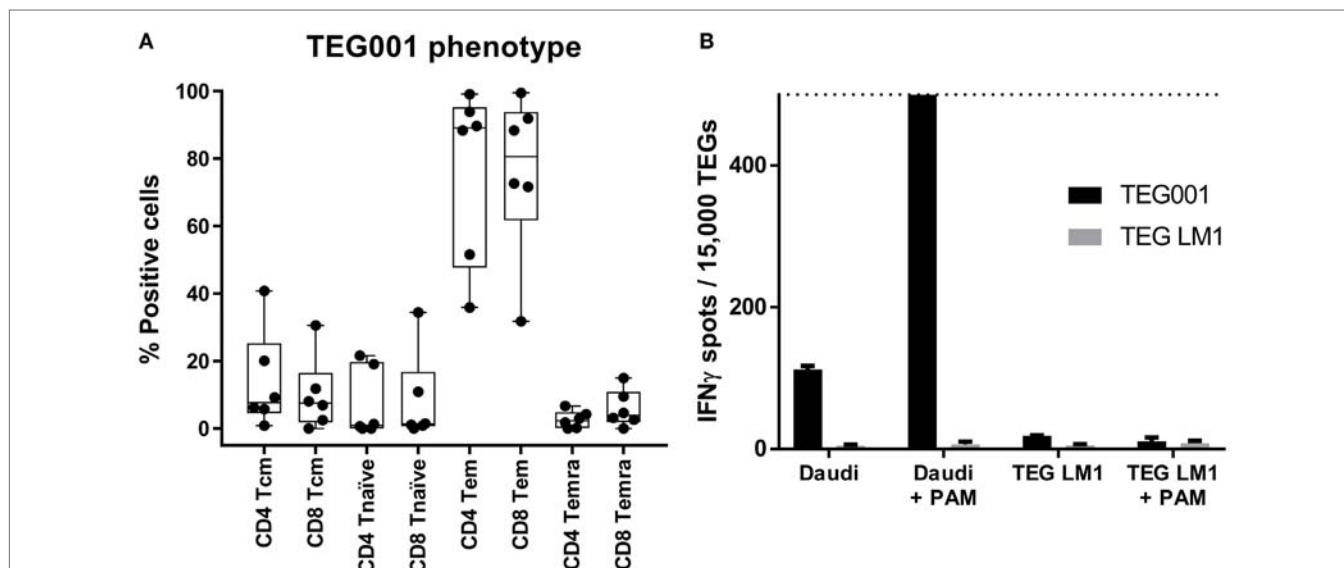 A
TEG001 phenotype
% Positive cells
100
80
60
40
20
0
CD4 Tcm
CD8 Tcm
CD4 Tnaïve
CD8 Tnaïve
CD4 Tem
CD8 Tem
CD4 Temra
CD8 Temra
B
IFNγ spots / 15,000 TEGs
400
200
0
TEG001
TEG LM1
Daudi
Daudi
+ PAM
TEG LM1
TEG LM1
+ PAM